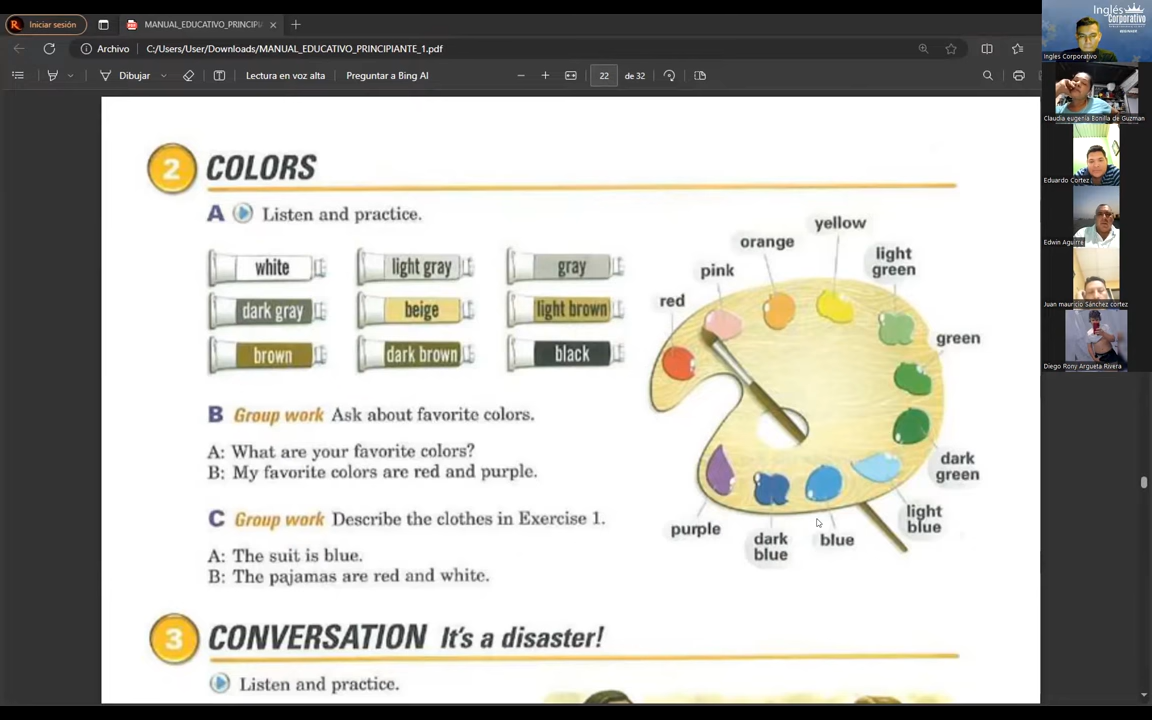 Iniciar sesión
MANUAL_EDUCATIVO_PRINCIPIA
Archivo
C:/Users/User/Downloads/MANUAL_EDUCATIVO_PRINCIPIANTE_1.pdf
Dibujar
Lectura en voz alta
Preguntar a Bing AI
22
de 32
2 COLORS
A Listen and practice.
white
light gray
gray
dark gray
beige
light brown
brown
dark brown
black
red
pink
orange
yellow
light
green
green
dark
green
light
blue
blue
dark
blue
purple
B Group work Ask about favorite colors.
A: What are your favorite colors?
B: My favorite colors are red and purple.
C Group work Describe the clothes in Exercise 1.
A: The suit is blue.
B: The pajamas are red and white.
3 CONVERSATION It's a disaster!
Listen and practice.
Inglés
Corporativo
BEGINNER
Ingles Corporativo
Claudia eugenia Bonilla de Guzman
Eduardo Cortez
Edwin Aguirre
Juan mauricio Sánchez cortez
Diego Rony Argueta Rivera